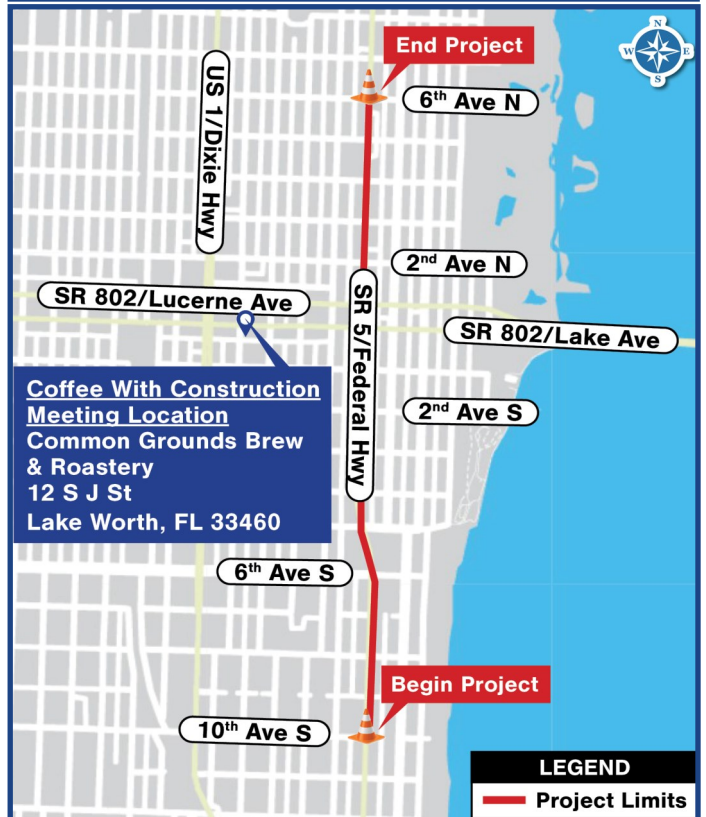 N
W E
S
End Project
6th Ave N
US 1/Dixie Hwy
2nd Ave N
SR 802/Lucerne Ave
SR 5/Federal Hwy
SR 802/Lake Ave
Coffee With Construction
Meeting Location
Common Grounds Brew
& Roastery
12 S J St
Lake Worth, FL 33460
2nd Ave S
6th Ave S
Begin Project
10th Ave S
LEGEND
Project Limits